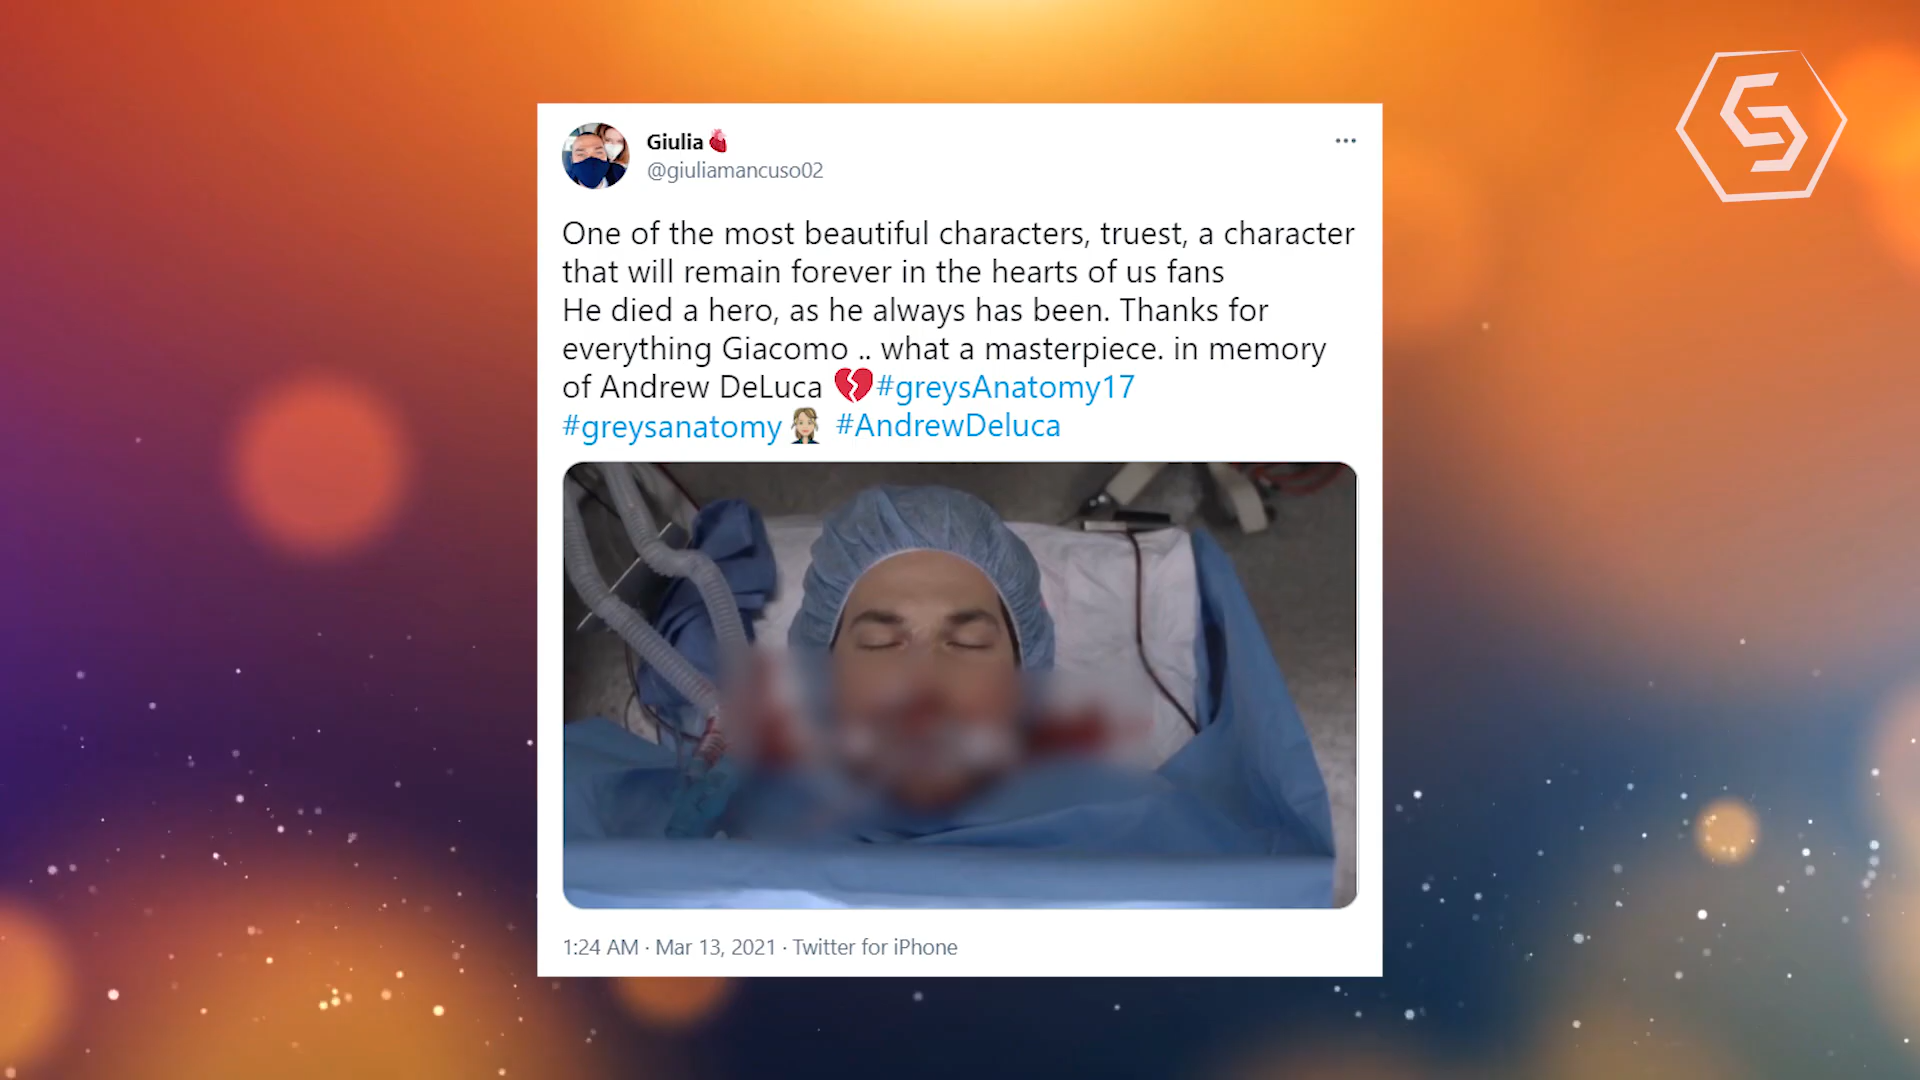 Giulia🫀
@giuliamancuso02
One of the most beautiful characters, truest, a character
that will remain forever in the hearts of us fans
He died a hero, as he always has been. Thanks for
everything Giacomo .. what a masterpiece. in memory
of Andrew DeLuca 💔#greysAnatomy17
#greysanatomy #AndrewDeluca
1:24 AM · Mar 13, 2021 · Twitter for iPhone